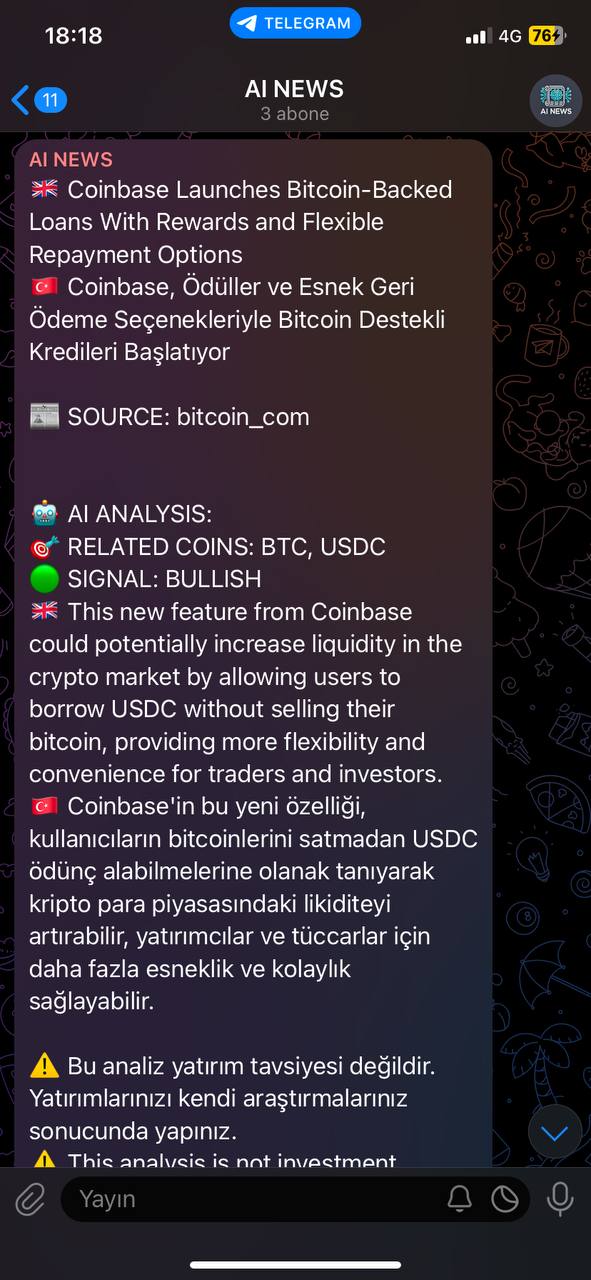 18:18
TELEGRAM
4G
76
11
AI NEWS
3 abone
AI NEWS
AI NEWS
🇬🇧 Coinbase Launches Bitcoin-Backed
Loans With Rewards and Flexible
Repayment Options
🇹🇷 Coinbase, Ödüller ve Esnek Geri
Ödeme Seçenekleriyle Bitcoin Destekli
Kredileri Başlatıyor
📰 SOURCE: bitcoin_com
🤖 AI ANALYSIS:
🎯 RELATED COINS: BTC, USDC
🟢 SIGNAL: BULLISH
🇬🇧 This new feature from Coinbase
could potentially increase liquidity in the
crypto market by allowing users to
borrow USDC without selling their
bitcoin, providing more flexibility and
convenience for traders and investors.
🇹🇷 Coinbase'in bu yeni özelliği,
kullanıcıların bitcoinlerini satmadan USDC
ödünç alabilmelerine olanak tanıyarak
kripto para piyasasındaki likiditeyi
artırabilir, yatırımcılar ve tüccarlar için
daha fazla esneklik ve kolaylık
sağlayabilir.
⚠️ Bu analiz yatırım tavsiyesi değildir.
Yatırımlarınızı kendi araştırmalarınız
sonucunda yapınız.
⚠️ This analysis is not investment
Yayın